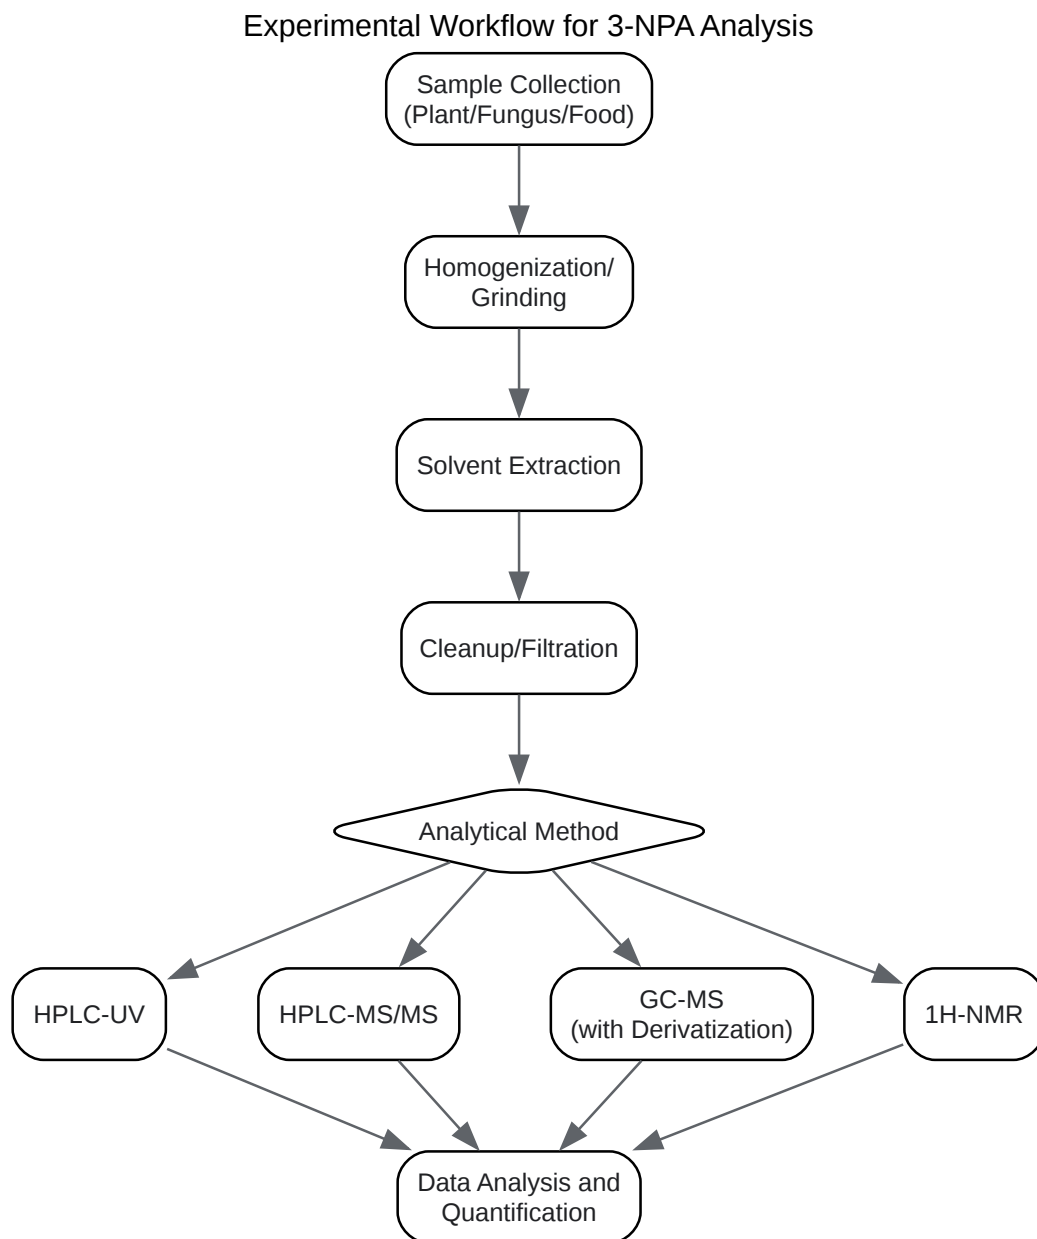 Experimental Workflow for 3-NPA Analysis
Sample Collection
(Plant/Fungus/Food)
Homogenization/
Grinding
Solvent Extraction
Cleanup/Filtration
Analytical Method
HPLC-UV
HPLC-MS/MS
GC-MS
(with Derivatization)
1H-NMR
Data Analysis and
Quantification